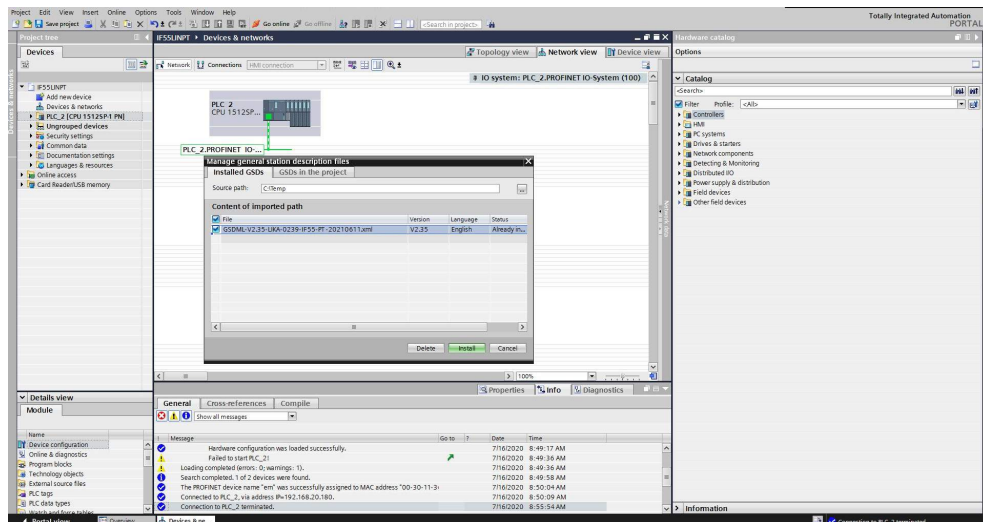 Project Edit View Insert Online Options Tools Window Help
Totally Integrated Automation
PORTAL
Save project Go online Go offline <Search in project>
Project tree
IF55LINPT Devices & networks
Hardware catalog
Devices
Topology view Network view Device view
Options
Network Connections HMI connection
IO system: PLC_2.PROFINET IO-System (100)
Catalog
<Search>
Filter Profile: <All>
Controllers
HMI
PC systems
Drives & starters
Network components
Detecting & Monitoring
Distributed I/O
Power supply & distribution
Field devices
Other field devices
IF55LINPT
Add new device
Devices & networks
PLC_2 [CPU 1512SP-1 PN]
Ungrouped devices
Security settings
Common data
Documentation settings
Languages & resources
Online access
Card Reader/USB memory
Devices & networks
PLC_2
CPU 1512SP...
PLC_2.PROFINET IO-...
Manage general station description files
Installed GSDs GSDs in the project
Source path: C:\Temp
Content of imported path
File Version Language Status
GSDML-V2.35-LIKA-0239-IF55-PT-20210611.xml V2.35 English Already in...
Delete Install Cancel
100%
Properties Info Diagnostics
General Cross-references Compile
Show all messages
! Message Go to ? Date Time
Hardware configuration was loaded successfully. 7/16/2020 8:49:17 AM
Failed to start PLC_2! 7/16/2020 8:49:36 AM
Loading completed (errors: 0; warnings: 1). 7/16/2020 8:49:36 AM
Search completed. 1 of 2 devices were found. 7/16/2020 8:49:58 AM
The PROFINET device name "em" was successfully assigned to MAC address "00-30-11-3 7/16/2020 8:50:04 AM
Connected to PLC_2, via address IP=192.168.20.180. 7/16/2020 8:50:09 AM
Connection to PLC_2 terminated. 7/16/2020 8:55:54 AM
Details view
Module
Name
Device configuration
Online & diagnostics
Program blocks
Technology objects
External source files
PLC tags
PLC data types
Watch and force tables
Information
Portal view Overview Devices & ne... Connection to PLC_2 terminated.